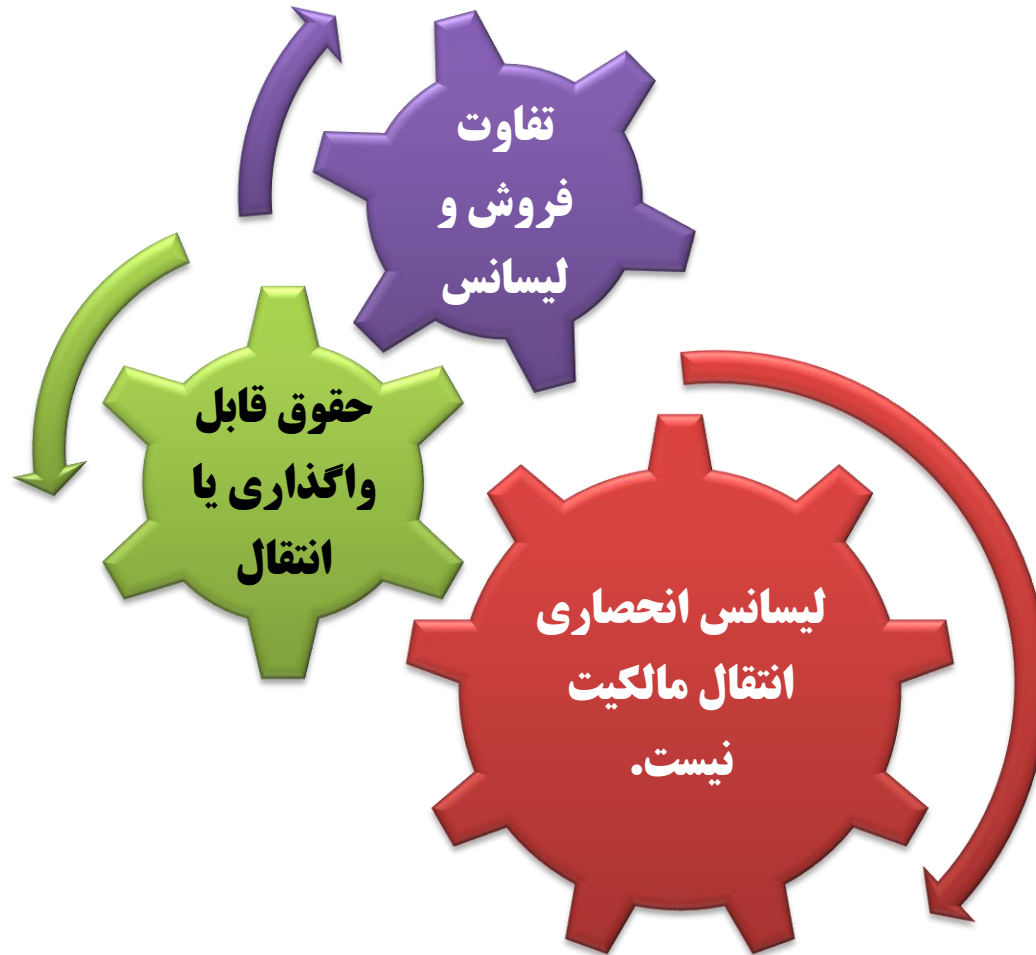 تفاوت
فروش و
لیسانس
حقوق قابل
واگذاری یا
انتقال
لیسانس انحصاری
انتقال مالکیت
نیست.